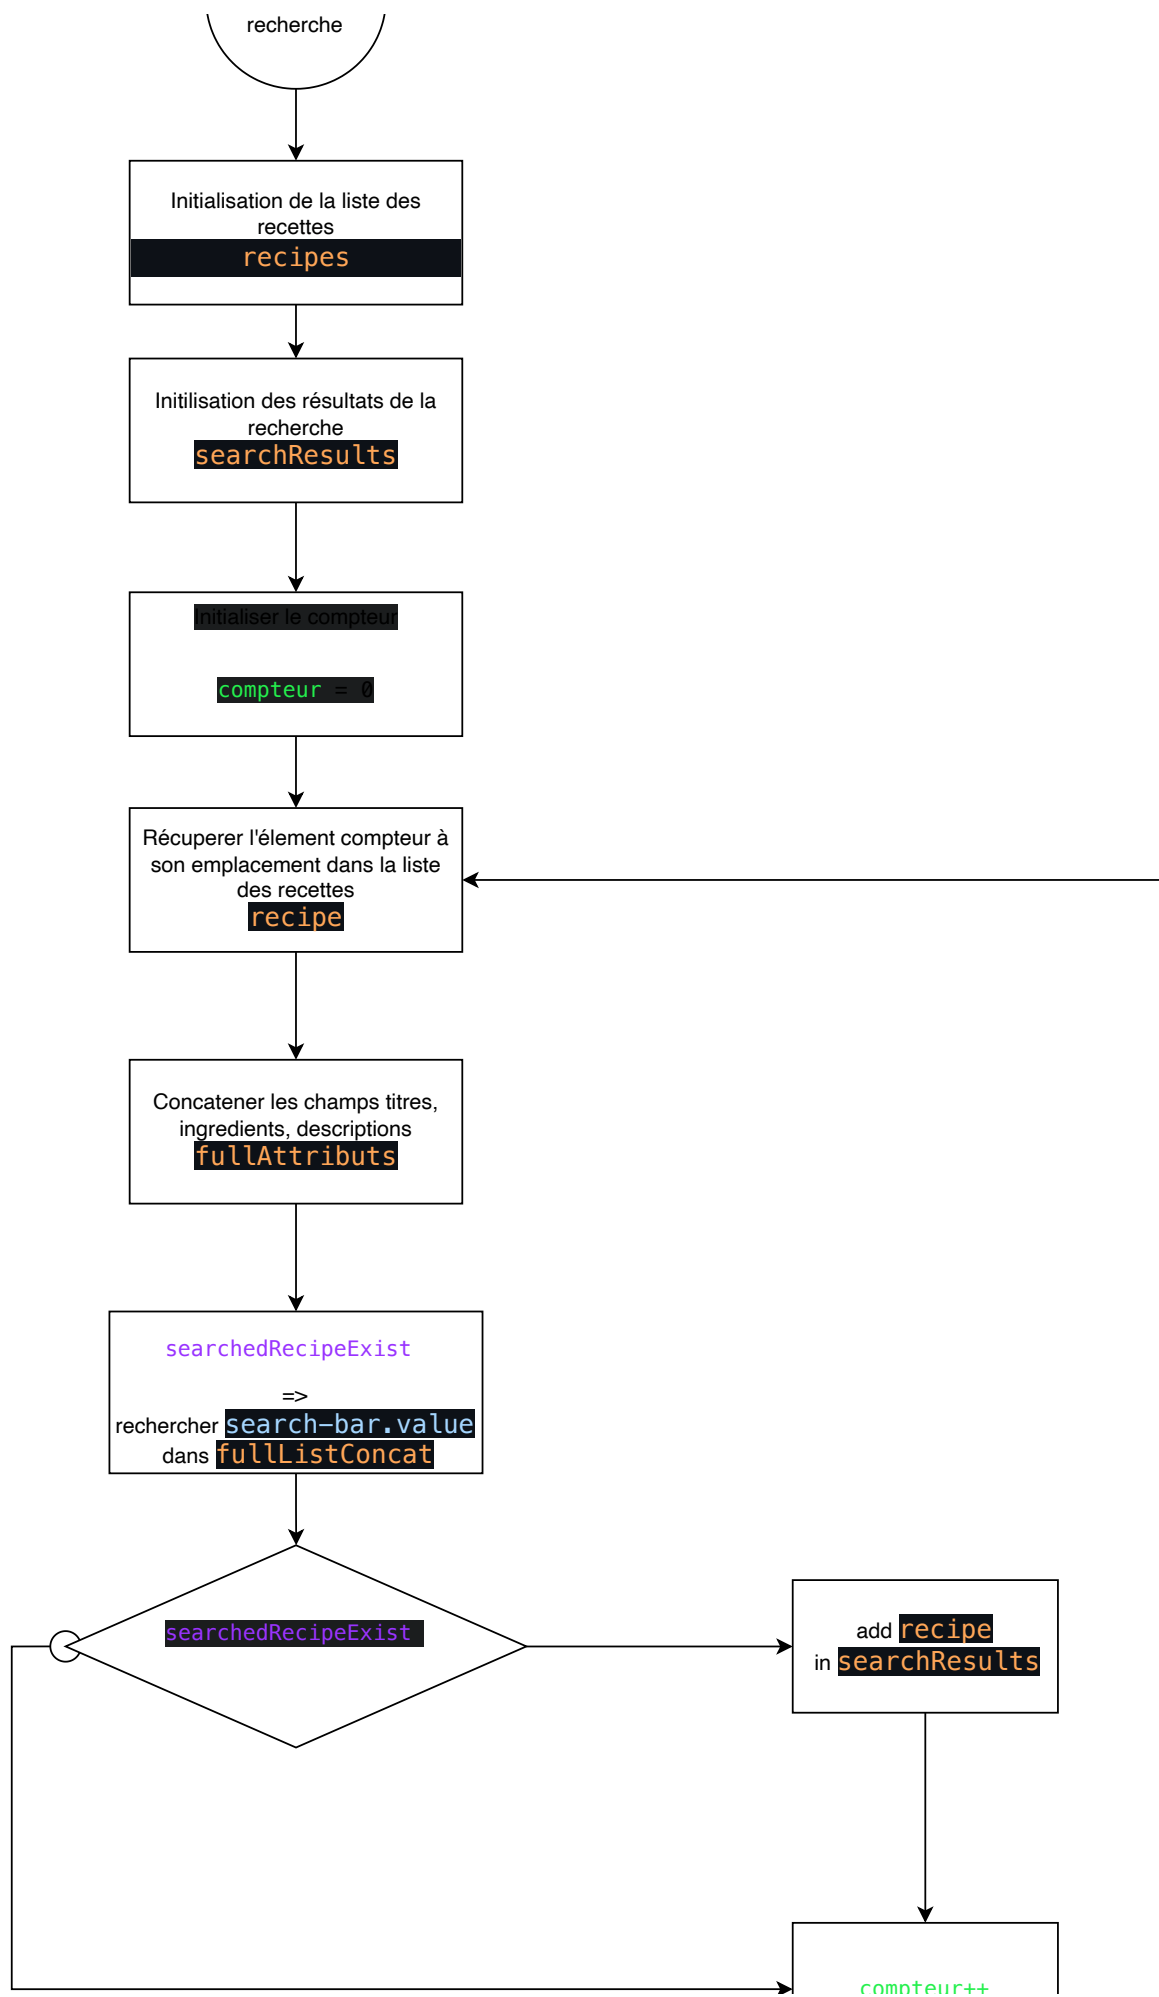 recherche
Initialisation de la liste des
recettes
recipes
Initilisation des résultats de la
recherche
searchResults
Initialiser le compteur
compteur = 0
Récuperer l'élement compteur à
son emplacement dans la liste
des recettes
recipe
Concatener les champs titres,
ingredients, descriptions
fullAttributs
searchedRecipeExist
=>
rechercher search-bar.value
dans fullListConcat
searchedRecipeExist
add recipe
in searchResults
compteur++